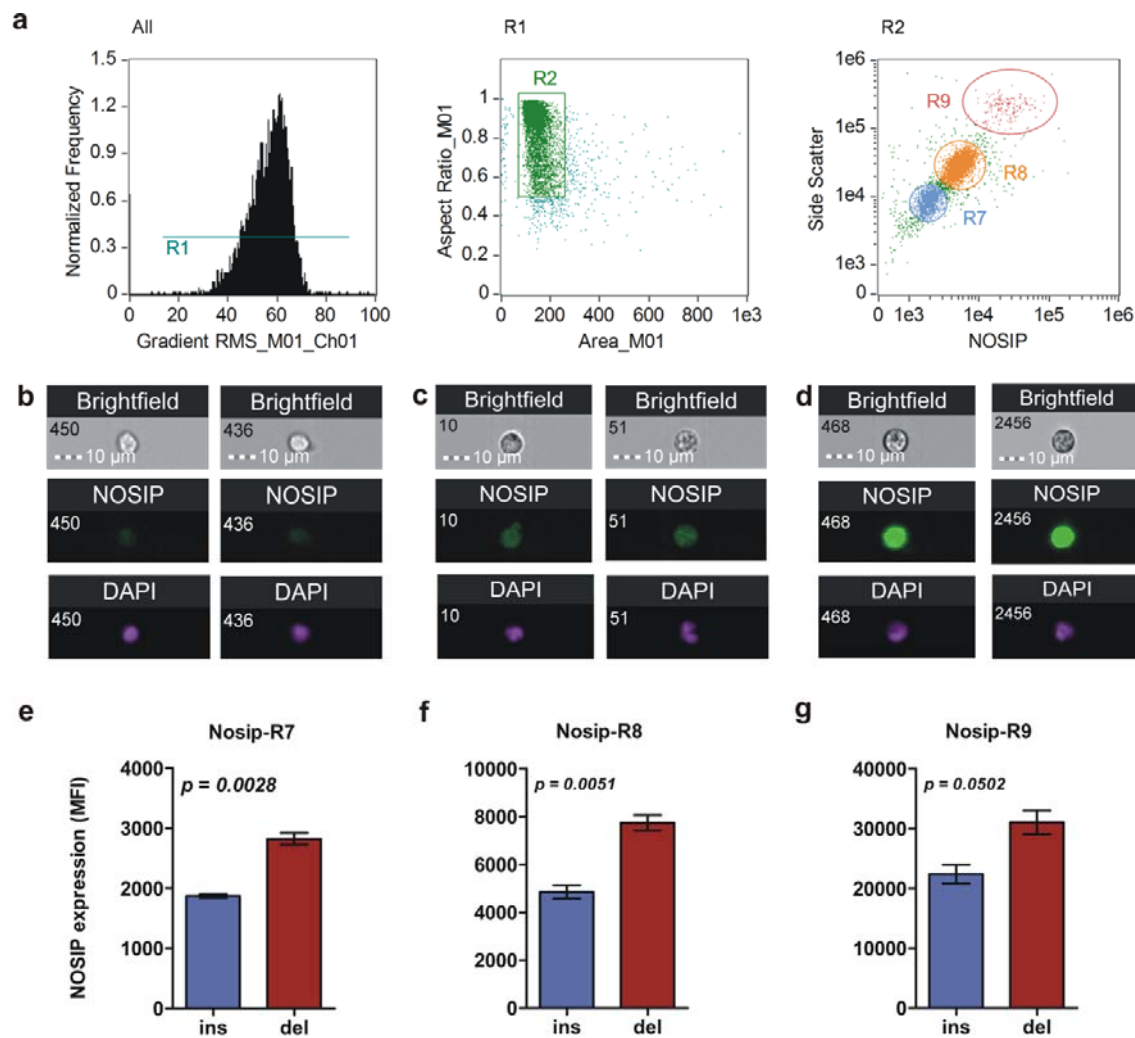 a
All
1.5
1.2
0.9
0.6
0.3
0
Normalized Frequency
R1
0 20 40 60 80 100
Gradient RMS_M01_Ch01
R1
1
0.8
0.6
0.4
0.2
0
Aspect Ratio_M01
R2
0 200 400 600 800 1e3
Area_M01
R2
1e6
1e5
1e4
1e3
0
Side Scatter
R9
R8
R7
0 1e3 1e4 1e5 1e6
NOSIP
b
Brightfield
450
10 µm
NOSIP
450
DAPI
450
Brightfield
436
10 µm
NOSIP
436
DAPI
436
c
Brightfield
10
10 µm
NOSIP
10
DAPI
10
Brightfield
51
10 µm
NOSIP
51
DAPI
51
d
Brightfield
468
10 µm
NOSIP
468
DAPI
468
Brightfield
2456
10 µm
NOSIP
2456
DAPI
2456
e
Nosip-R7
NOSIP expression (MFI)
4000
3000
2000
1000
0
p = 0.0028
ins del
f
Nosip-R8
10000
8000
6000
4000
2000
0
p = 0.0051
ins del
g
Nosip-R9
40000
30000
20000
10000
0
p = 0.0502
ins del